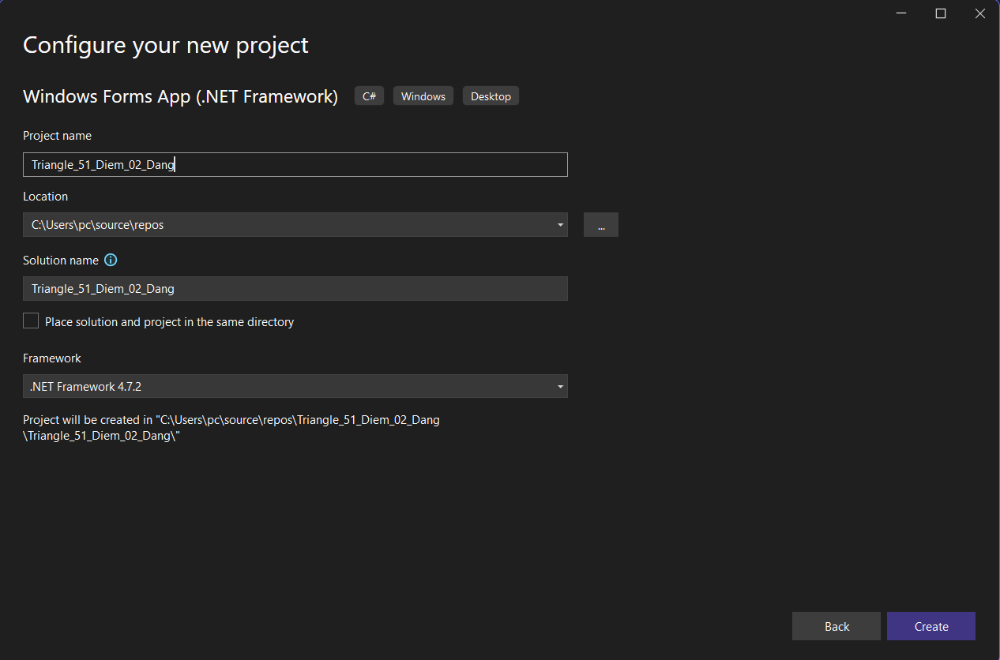 Configure your new project
Windows Forms App (.NET Framework) C# Windows Desktop
Project name
Triangle_51_Diem_02_Dang
Location
C:\Users\pc\source\repos ...
Solution name
Triangle_51_Diem_02_Dang
Place solution and project in the same directory
Framework
.NET Framework 4.7.2
Project will be created in "C:\Users\pc\source\repos\Triangle_51_Diem_02_Dang
\Triangle_51_Diem_02_Dang\"
Back Create